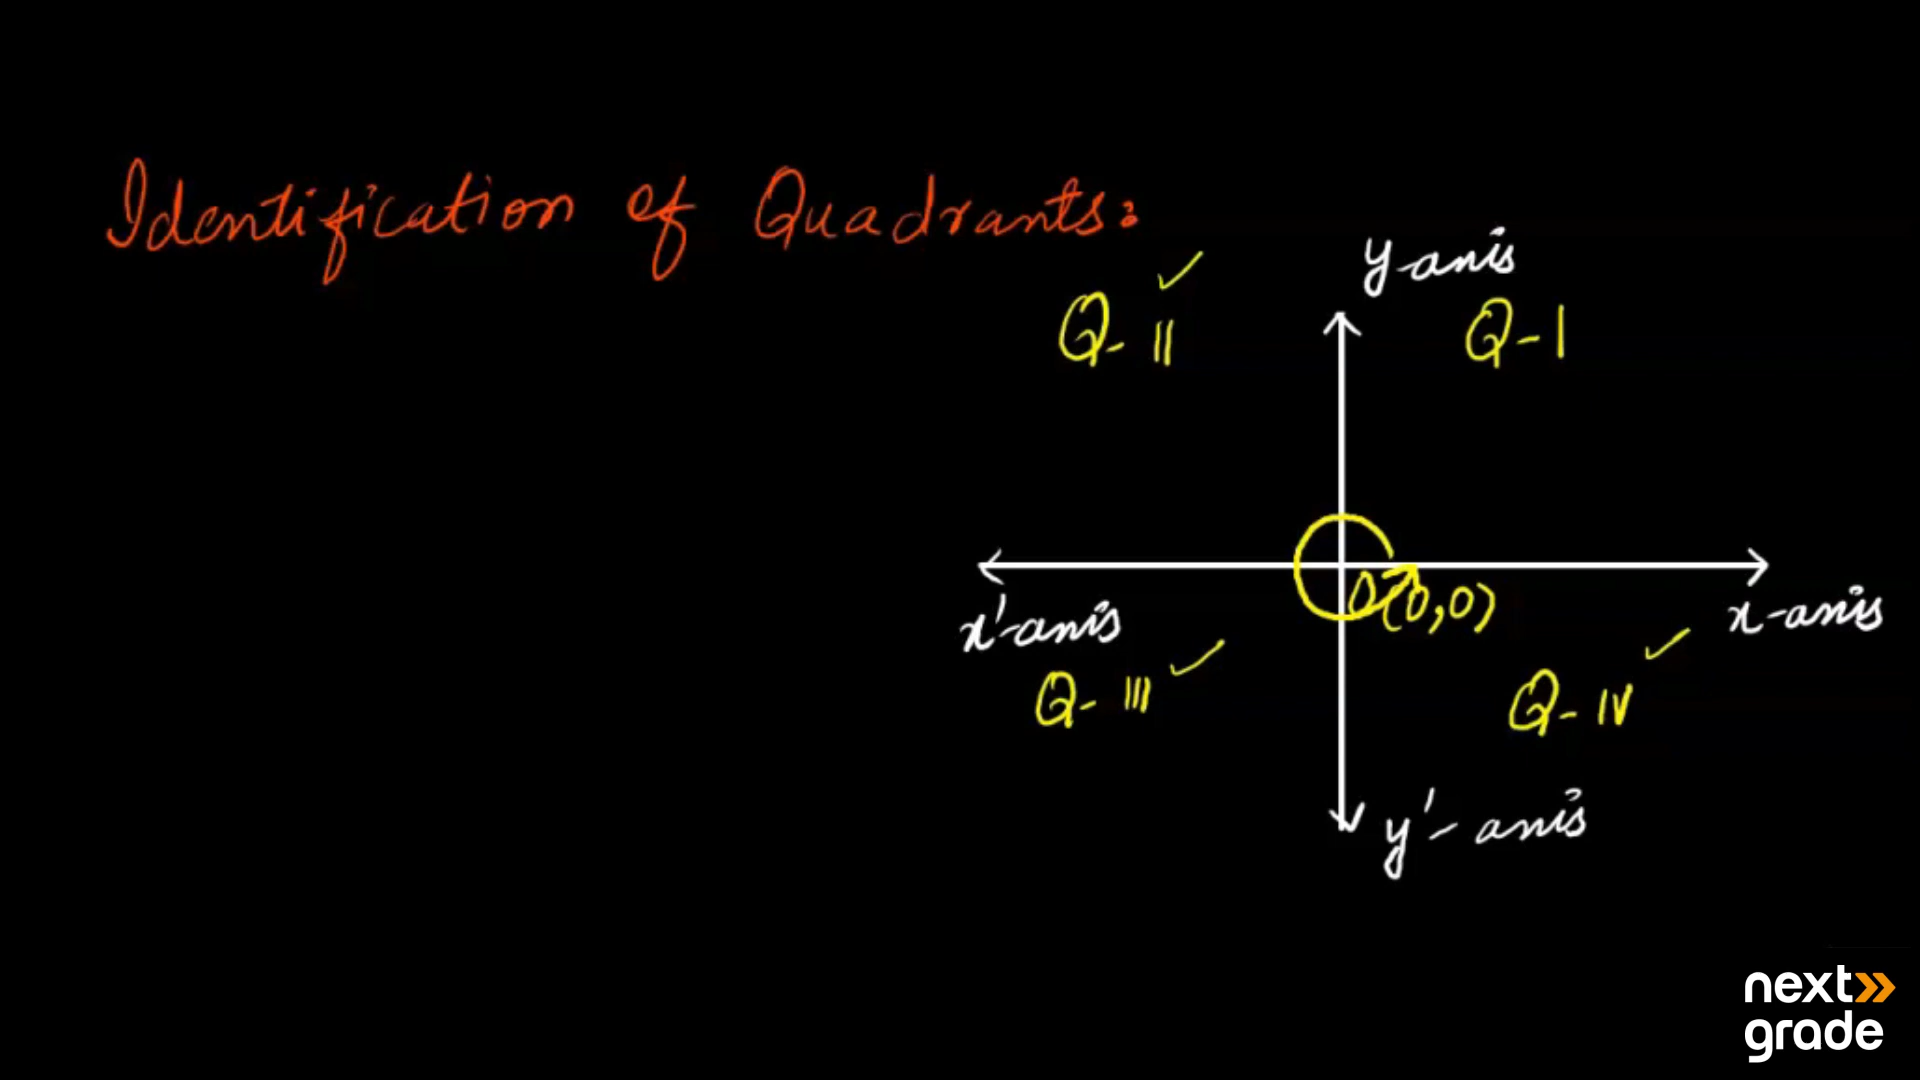 Identification of Quadrants:
y-axis
Q-II
Q-I
O(0,0)
x'-axis
x-axis
Q-III
Q-IV
y'-axis
next
grade